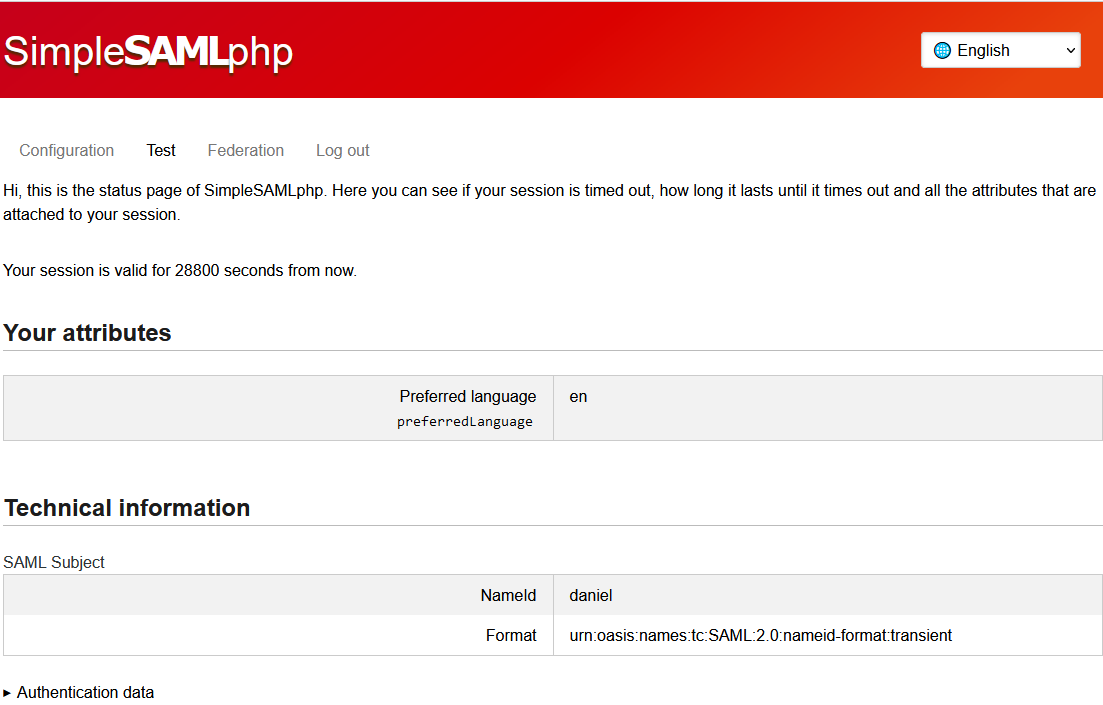 SimpleSAMLphp
English
Configuration Test Federation Log out
Hi, this is the status page of SimpleSAMLphp. Here you can see if your session is timed out, how long it lasts until it times out and all the attributes that are
attached to your session.
Your session is valid for 28800 seconds from now.
Your attributes
Preferred language en
preferredLanguage
Technical information
SAML Subject
NameId daniel
Format urn:oasis:names:tc:SAML:2.0:nameid-format:transient
Authentication data